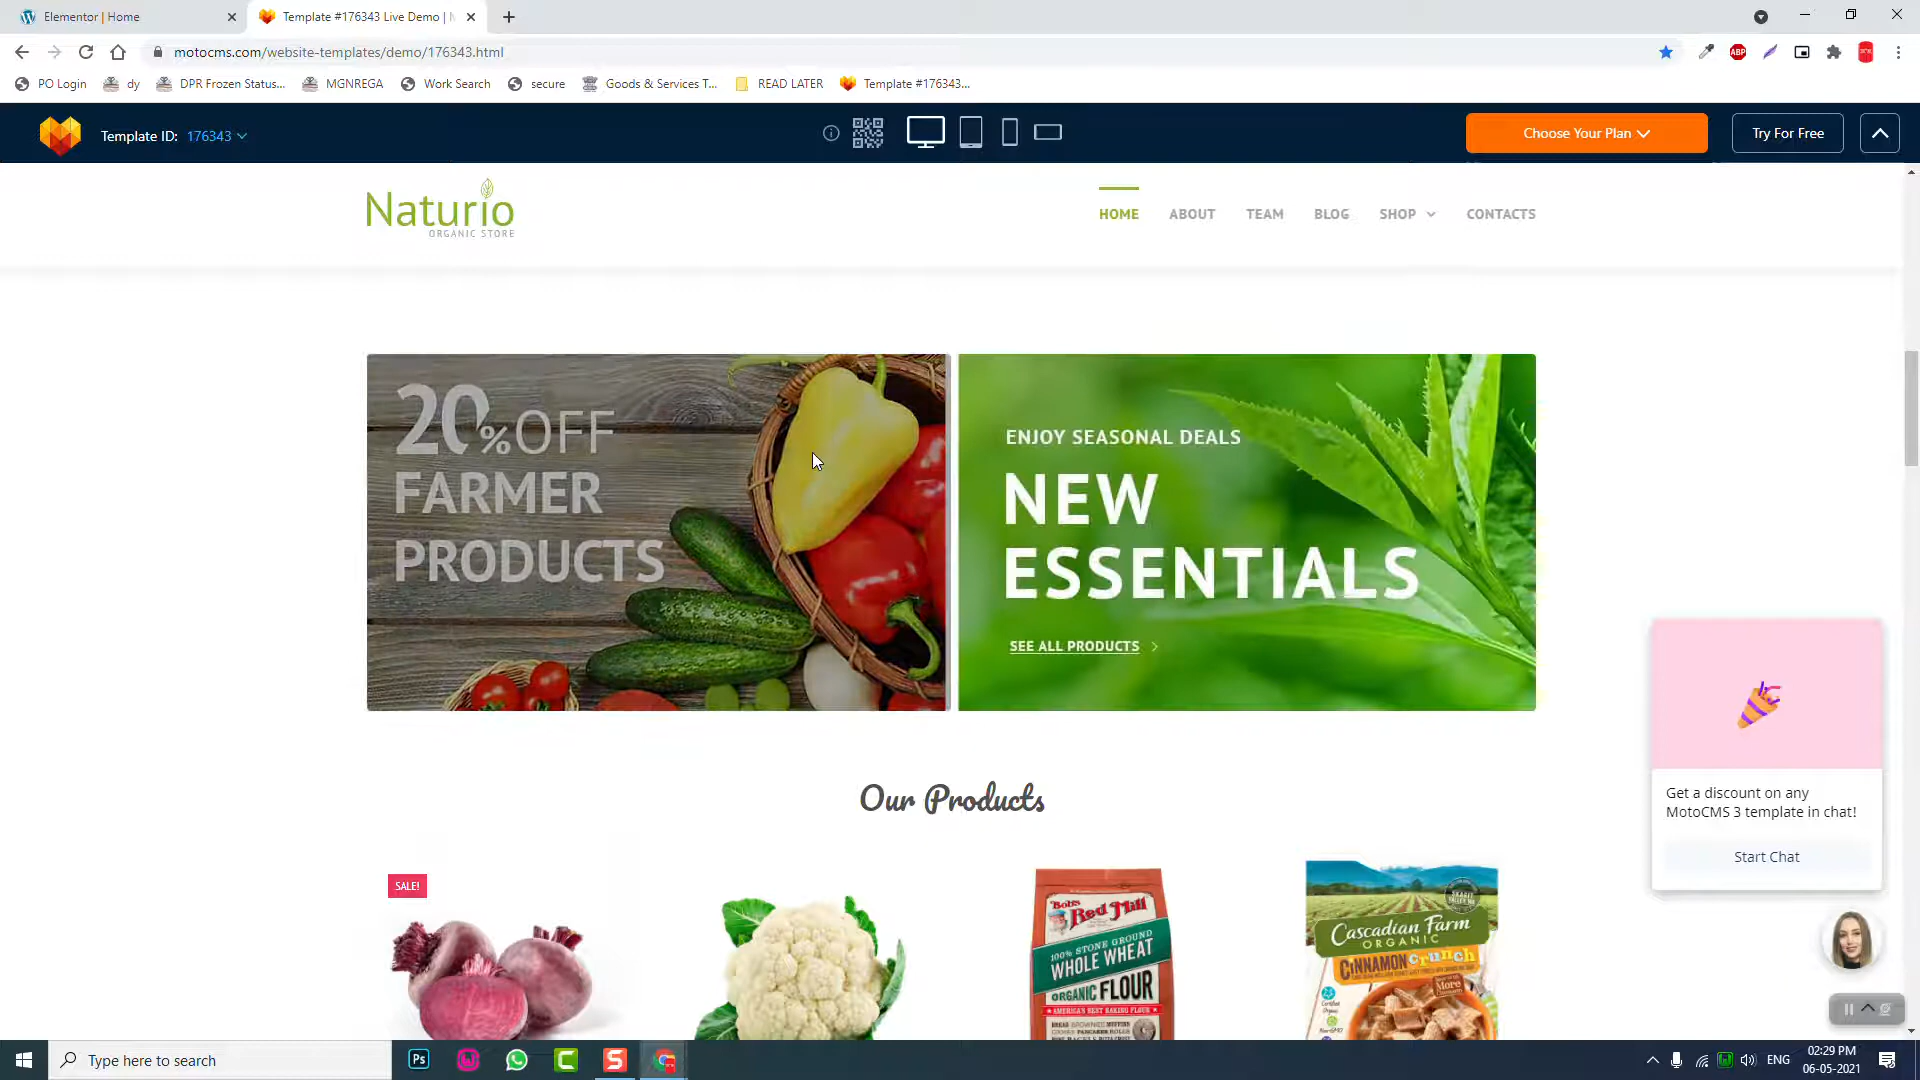 Elementor | Home
Template #176343 Live Demo |
motocms.com/website-templates/demo/176343.html
PO Login
dy
DPR Frozen Status...
MGNREGA
Work Search
secure
Goods & Services T...
READ LATER
Template #176343...
Template ID: 176343
Choose Your Plan
Try For Free
Naturio
ORGANIC STORE
HOME
ABOUT
TEAM
BLOG
SHOP
CONTACTS
20%OFF
FARMER
PRODUCTS
ENJOY SEASONAL DEALS
NEW
ESSENTIALS
SEE ALL PRODUCTS
Our Products
SALE!
Bob's
Red Mill
100% STONE GROUND
WHOLE WHEAT
ORGANIC FLOUR
AMERICA'S BEST BAKING FLOUR
Cascadian Farm
ORGANIC
CINNAMON crunch
Get a discount on any
MotoCMS 3 template in chat!
Start Chat
Type here to search
Ps
ENG
02:29 PM
06-05-2021